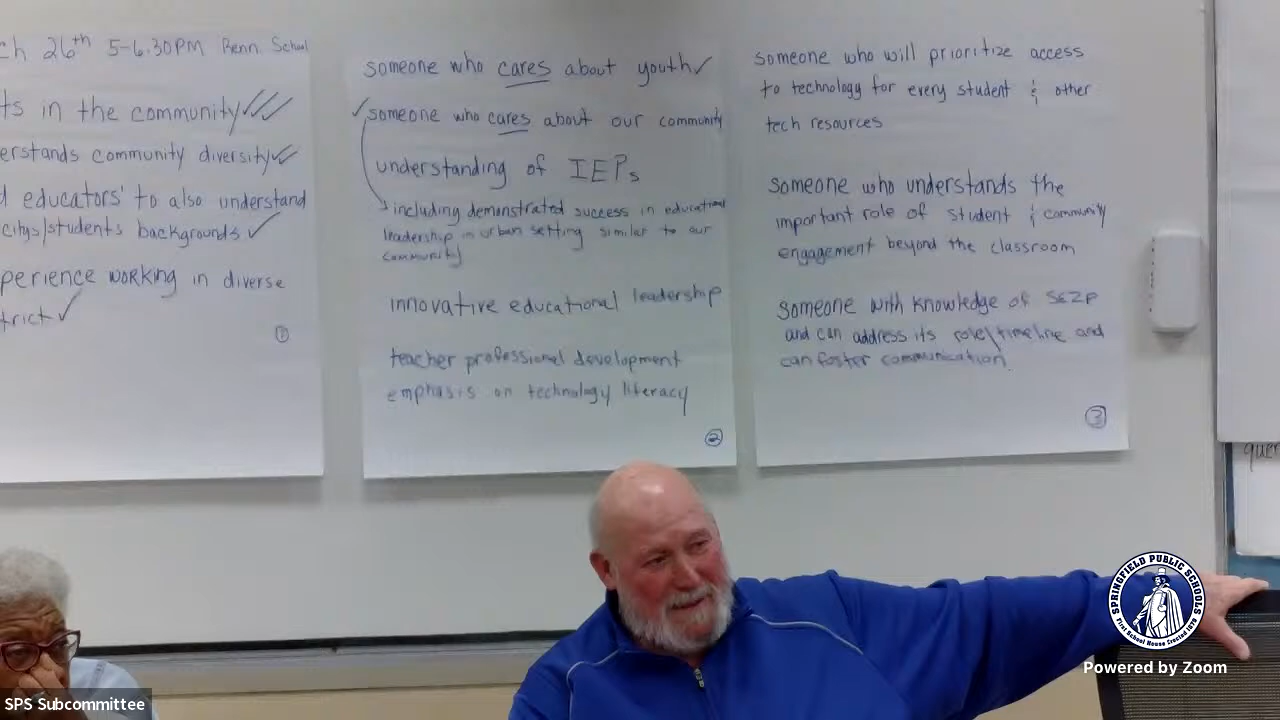 ch 26th 5-6:30PM Renn. School
ts in the community ✓✓✓
erstands community diversity ✓✓
d educators' to also understand
citys/students backgrounds ✓
perience working in diverse
trict ✓
①
someone who cares about youth ✓
✓ someone who cares about our community
understanding of IEPs
including demonstrated success in educational
leadership in urban setting similar to our
community
innovative educational leadership
teacher professional development
emphasis on technology literacy
②
someone who will prioritize access
to technology for every student & other
tech resources
someone who understands the
important role of student & community
engagement beyond the classroom
someone with knowledge of SEZP
and can address its role/timeline and
can foster communication.
③
SPRINGFIELD PUBLIC SCHOOLS
Powered by Zoom
SPS Subcommittee